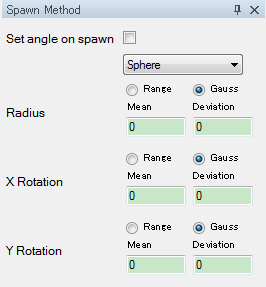 Spawn Method
Set angle on spawn
Sphere
Range Gauss
Radius
Mean Deviation
0 0
Range Gauss
X Rotation
Mean Deviation
0 0
Range Gauss
Y Rotation
Mean Deviation
0 0